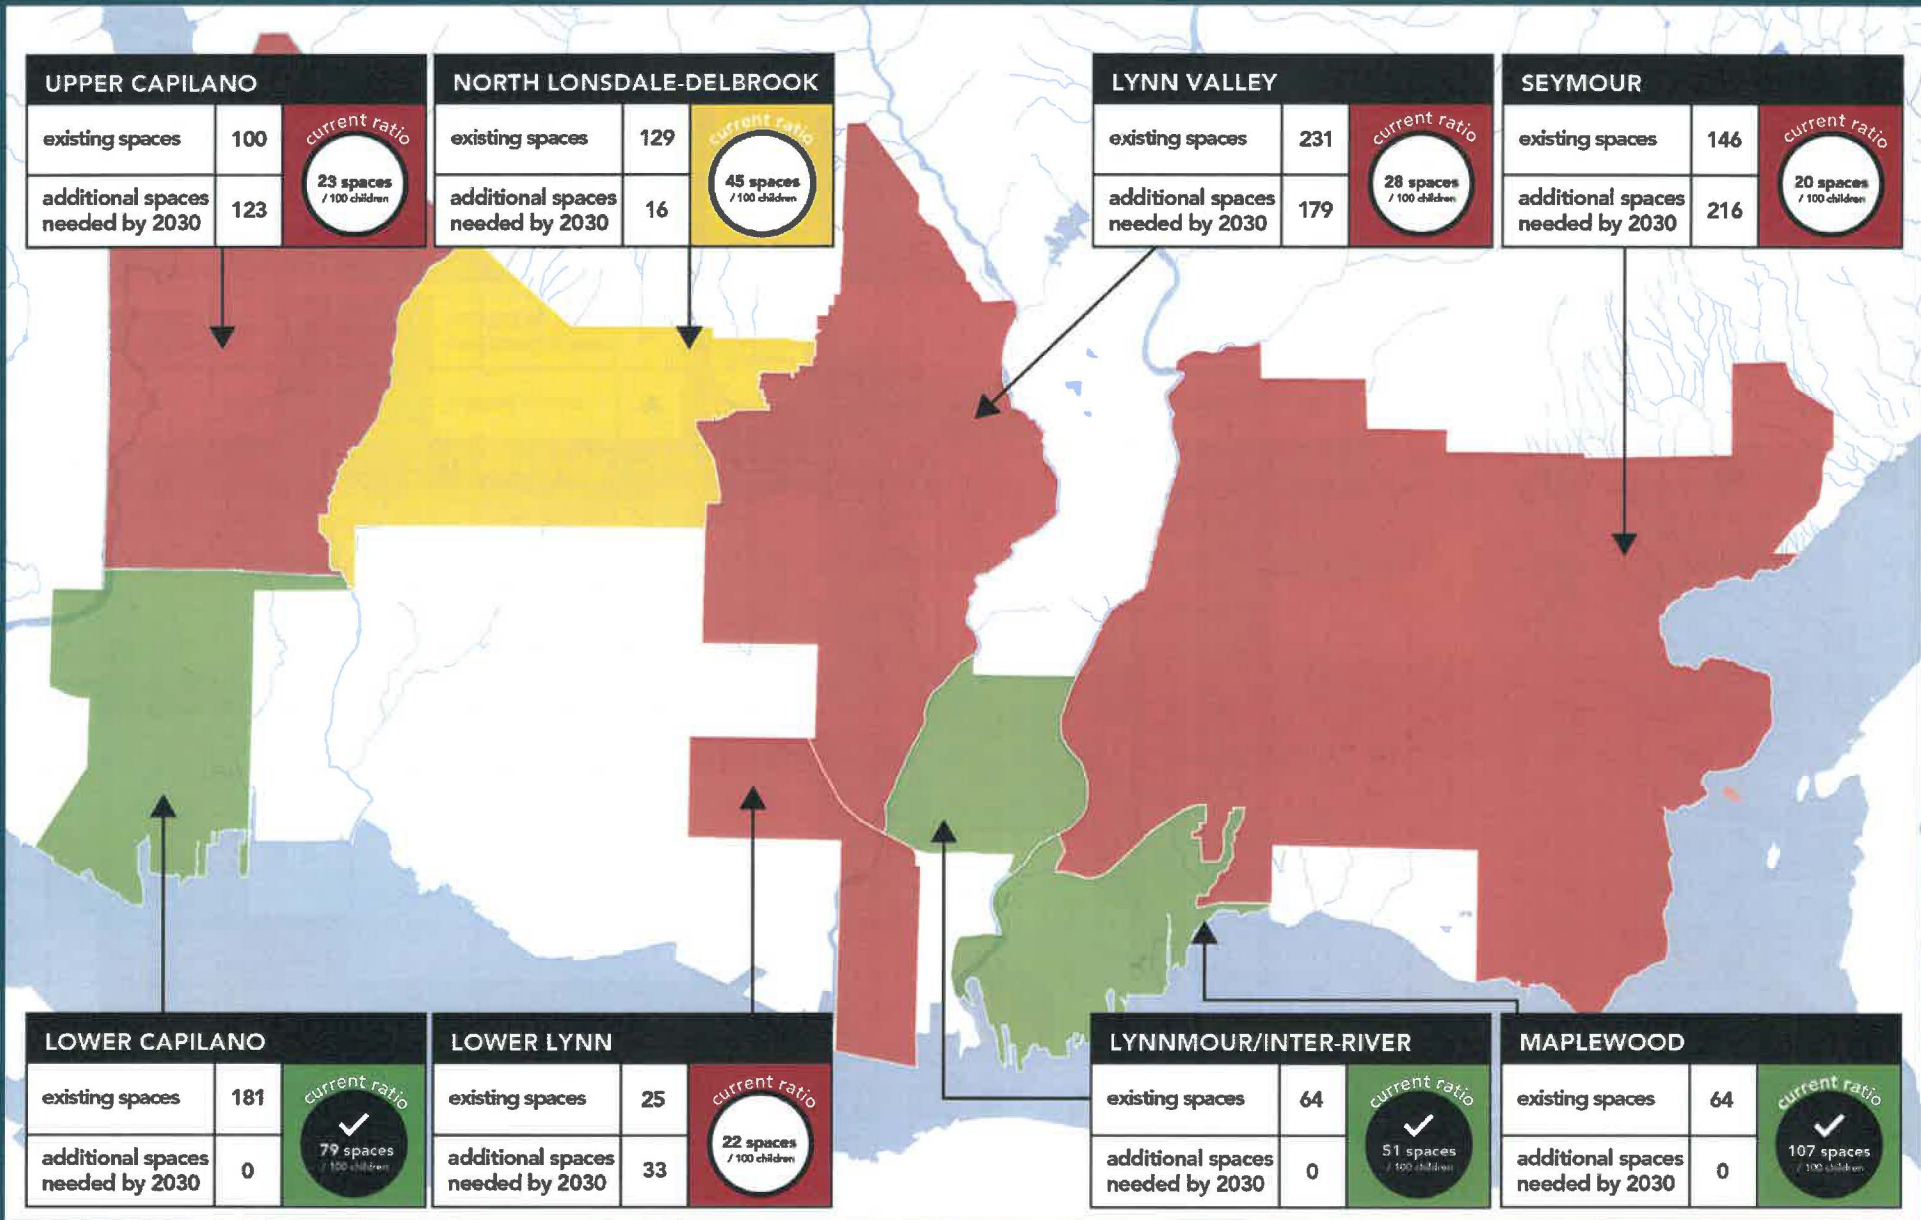 UPPER CAPILANO
existing spaces 100
additional spaces
needed by 2030 123
current ratio
23 spaces
/ 100 children
NORTH LONSDALE-DELBROOK
existing spaces 129
additional spaces
needed by 2030 16
current ratio
45 spaces
/ 100 children
LYNN VALLEY
existing spaces 231
additional spaces
needed by 2030 179
current ratio
28 spaces
/ 100 children
SEYMOUR
existing spaces 146
additional spaces
needed by 2030 216
current ratio
20 spaces
/ 100 children
LOWER CAPILANO
existing spaces 181
additional spaces
needed by 2030 0
current ratio
79 spaces
/ 100 children
LOWER LYNN
existing spaces 25
additional spaces
needed by 2030 33
current ratio
22 spaces
/ 100 children
LYNNMOUR/INTER-RIVER
existing spaces 64
additional spaces
needed by 2030 0
current ratio
51 spaces
/ 100 children
MAPLEWOOD
existing spaces 64
additional spaces
needed by 2030 0
current ratio
107 spaces
/ 100 children